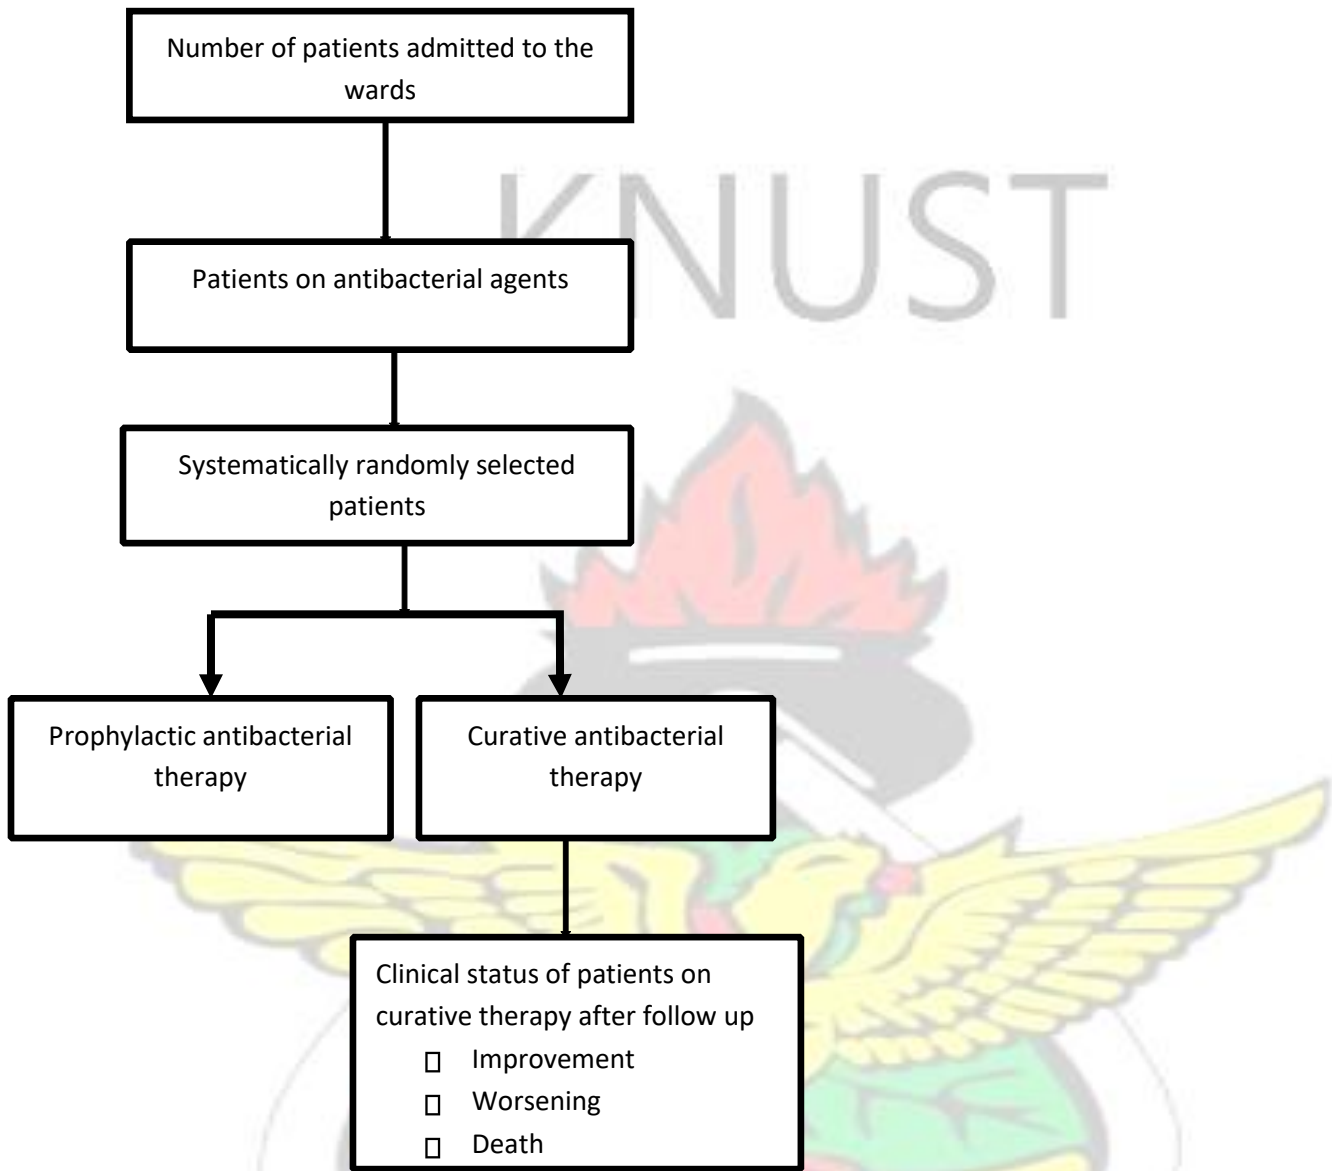 Number of patients admitted to the
wards
KNUST
Patients on antibacterial agents
Systematically randomly selected
patients
Prophylactic antibacterial
therapy
Curative antibacterial
therapy
Clinical status of patients on
curative therapy after follow up
Improvement
Worsening
Death